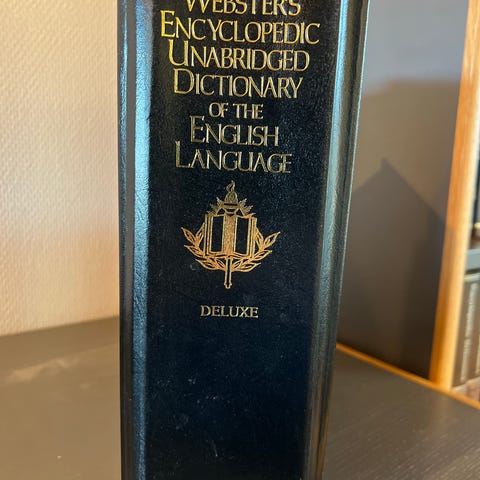 WEBSTER'S
ENCYCLOPEDIC
UNABRIDGED
DICTIONARY
OF THE
ENGLISH
LANGUAGE
DELUXE